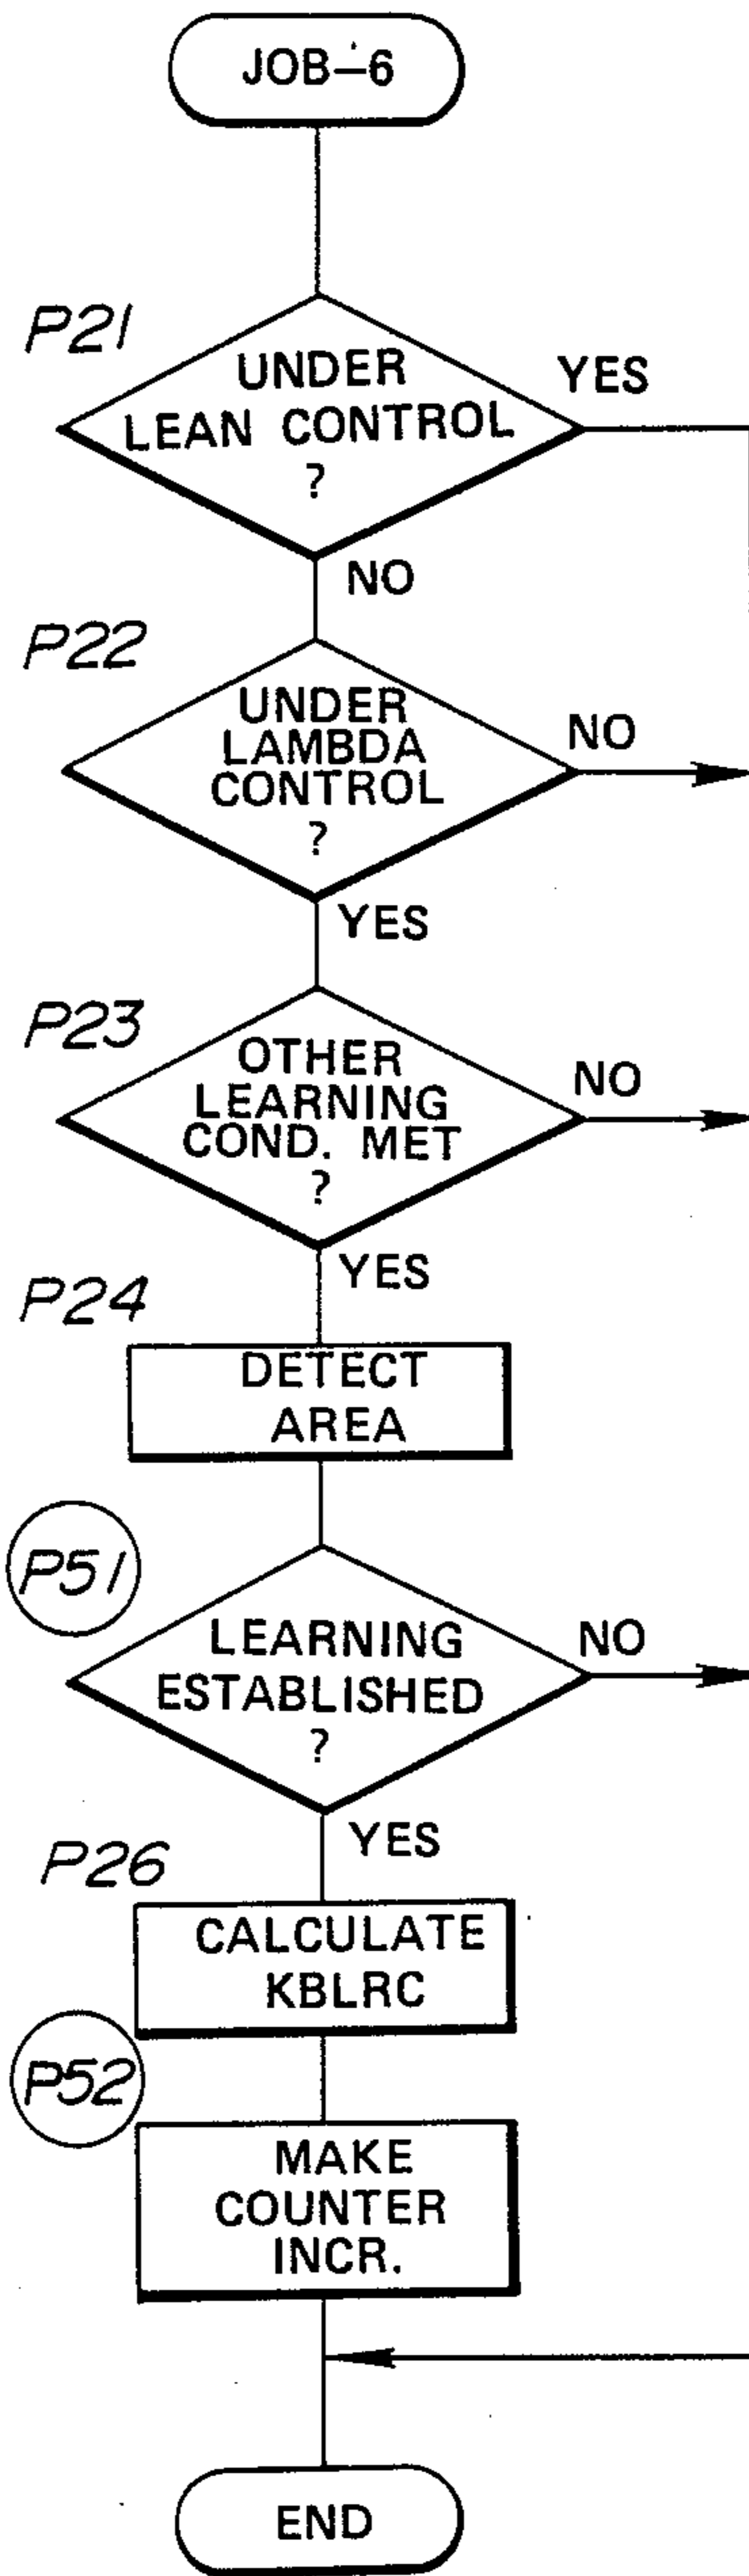 JOB-6
P21
UNDER
LEAN CONTROL
?
YES
NO
P22
UNDER
LAMBDA
CONTROL
?
NO
YES
P23
OTHER
LEARNING
COND. MET
?
NO
YES
P24
DETECT
AREA
P51
LEARNING
ESTABLISHED
?
NO
YES
P26
CALCULATE
KBLRC
P52
MAKE
COUNTER
INCR.
END